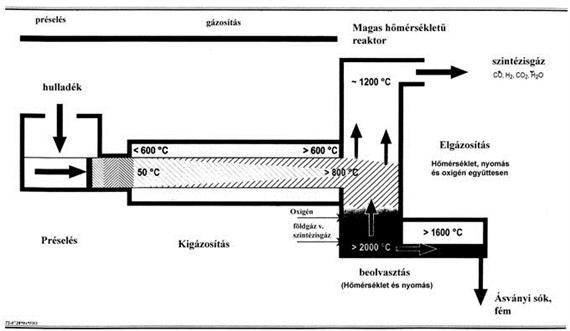 préselés
gázosítás
Magas hőmérsékletű
reaktor
hulladék
szintézisgáz
CO, H₂, CO₂, H₂O
~ 1200 °C
< 600 °C
> 600 °C
Elgázosítás
Hőmérséklet, nyomás
és oxigén együttesen
50 °C
> 800 °C
Oxigén
földgáz v.
szintézisgáz
Préselés
Kigázosítás
> 1600 °C
> 2000 °C
beolvasztás
(Hőmérséklet és nyomás)
Ásványi sók,
fém